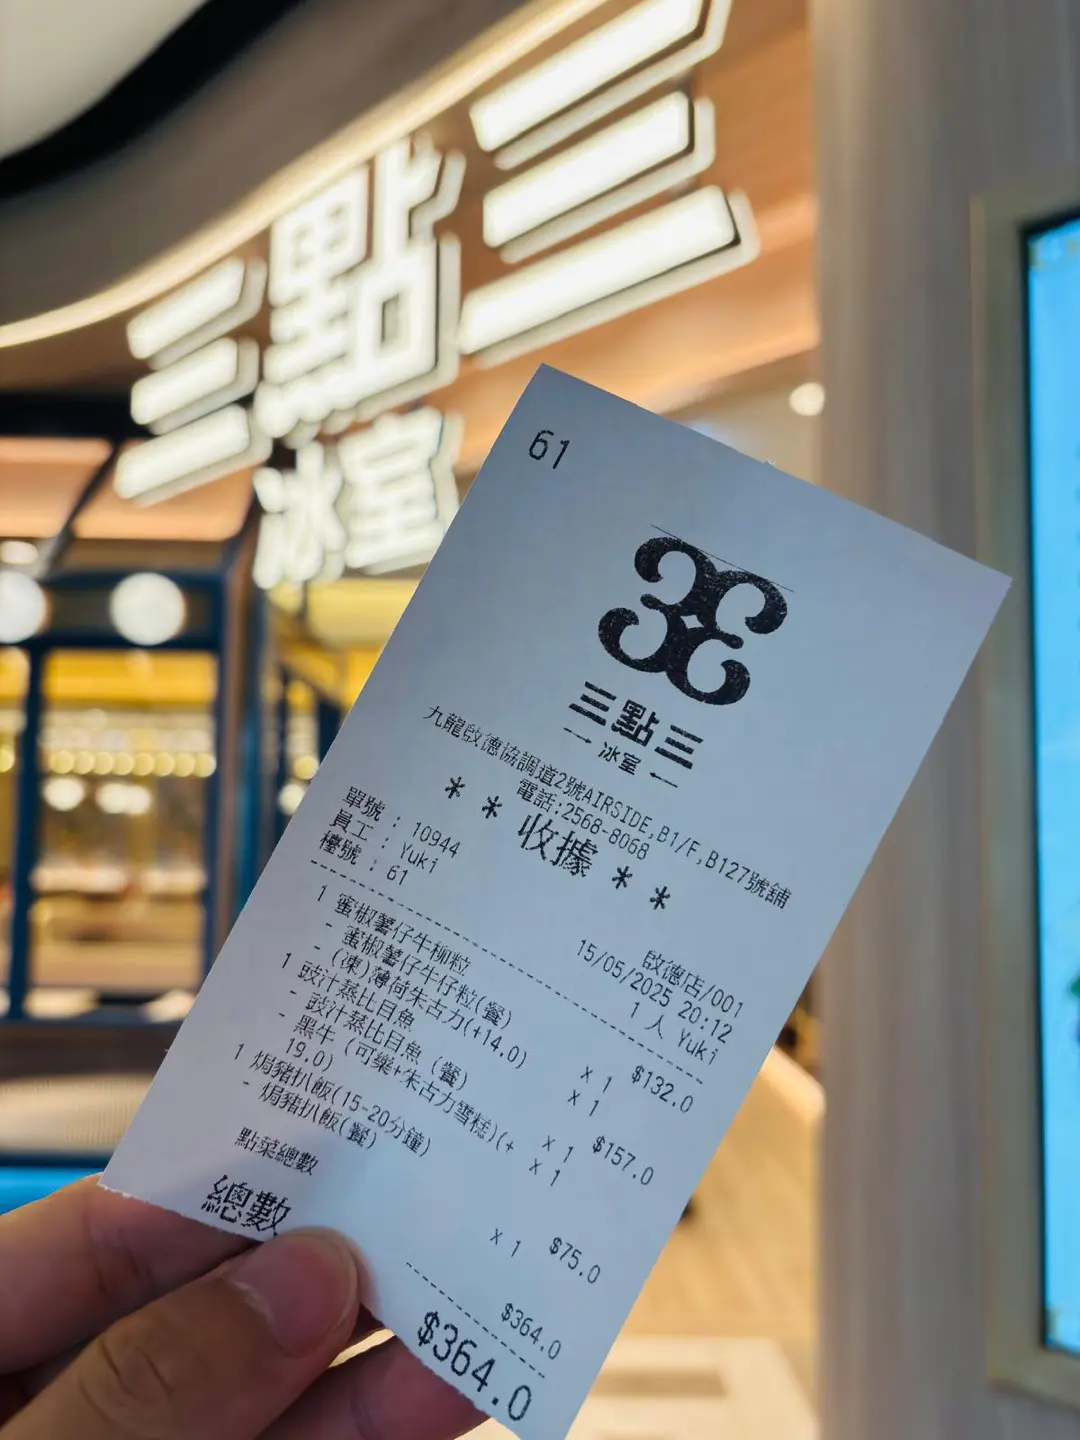 三點三
冰室
61
三點三
冰室
九龍啟德協調道2號AIRSIDE,B1/F,B127號舖
電話:2568-8068
* * 收據 * *
單號 : 10944
啟德店/001
員工 : Yuki
15/05/2025 20:12
檯號 : 61
1 人 Yuki
1 蜜椒薯仔牛柳粒 $132.0
- 蜜椒薯仔牛仔粒(餐) x 1
- (凍)薄荷朱古力(+14.0) x 1
1 豉汁蒸比目魚 $157.0
- 豉汁蒸比目魚 (餐) x 1
- 黑牛 (可樂+朱古力雪糕)(+ x 1
19.0)
1 焗豬扒飯(15-20分鐘) $75.0
- 焗豬扒飯(餐) x 1
點菜總數 $364.0
總數 $364.0